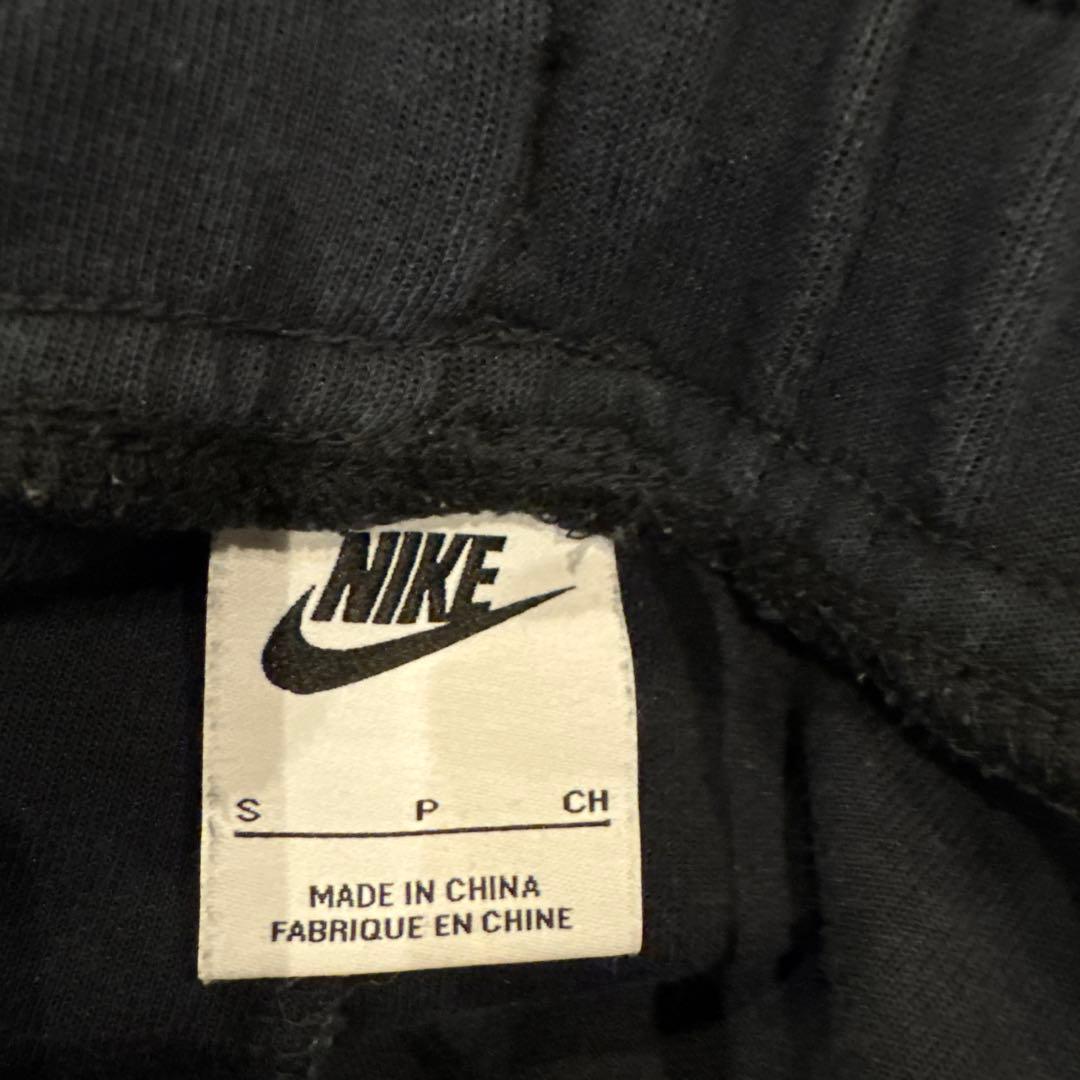 NIKE
S P CH
MADE IN CHINA
FABRIQUE EN CHINE